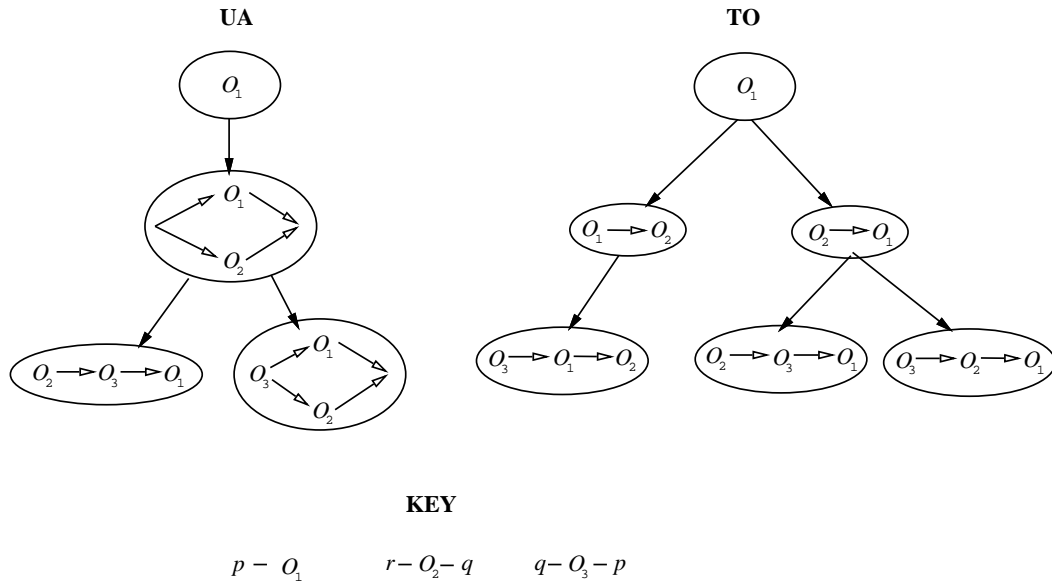 UA
TO
O₁
O₁
O₁
O₂
O₁ O₂
O₂ O₁
O₂ O₃ O₁
O₁
O₃
O₂
O₃ O₁ O₂
O₂ O₃ O₁
O₃ O₂ O₁
KEY
p – O₁ r – O₂ – q q – O₃ – p